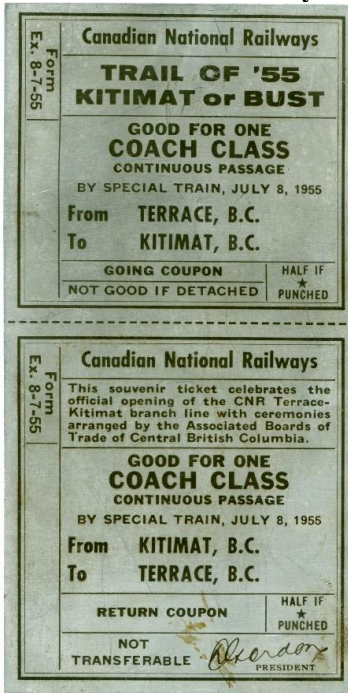 Form
Ex. 8-7-55
Canadian National Railways
TRAIL OF '55
KITIMAT or BUST
GOOD FOR ONE
COACH CLASS
CONTINUOUS PASSAGE
BY SPECIAL TRAIN, JULY 8, 1955
From TERRACE, B.C.
To KITIMAT, B.C.
GOING COUPON
NOT GOOD IF DETACHED
HALF IF
★
PUNCHED
Form
Ex. 8-7-55
Canadian National Railways
This souvenir ticket celebrates the
official opening of the CNR Terrace-
Kitimat branch line with ceremonies
arranged by the Associated Boards of
Trade of Central British Columbia.
GOOD FOR ONE
COACH CLASS
CONTINUOUS PASSAGE
BY SPECIAL TRAIN, JULY 8, 1955
From KITIMAT, B.C.
To TERRACE, B.C.
RETURN COUPON
HALF IF
★
PUNCHED
NOT
TRANSFERABLE
PRESIDENT